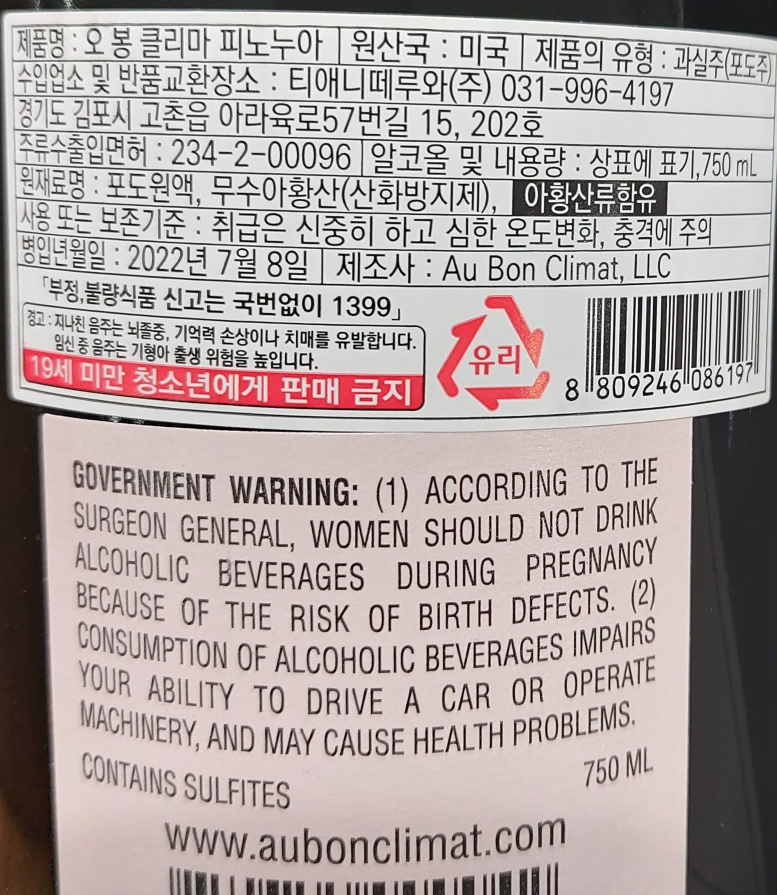 제품명 : 오 봉 클리마 피노누아 원산국 : 미국 제품의 유형 : 과실주(포도주)
수입업소 및 반품교환장소 : 티애니떼루와(주) 031-996-4197
경기도 김포시 고촌읍 아라육로57번길 15, 202호
주류수출입면허 : 234-2-00096 알코올 및 내용량 : 상표에 표기,750 mL
원재료명 : 포도원액, 무수아황산(산화방지제), 아황산류함유
사용 또는 보존기준 : 취급은 신중히 하고 심한 온도변화, 충격에 주의
병입년월일 : 2022년 7월 8일 제조사 : Au Bon Climat, LLC
「부정,불량식품 신고는 국번없이 1399」
경고 : 지나친 음주는 뇌졸중, 기억력 손상이나 치매를 유발합니다.
임신 중 음주는 기형아 출생 위험을 높입니다.
19세 미만 청소년에게 판매 금지
유리
8 809246 086197
GOVERNMENT WARNING: (1) ACCORDING TO THE
SURGEON GENERAL, WOMEN SHOULD NOT DRINK
ALCOHOLIC BEVERAGES DURING PREGNANCY
BECAUSE OF THE RISK OF BIRTH DEFECTS. (2)
CONSUMPTION OF ALCOHOLIC BEVERAGES IMPAIRS
YOUR ABILITY TO DRIVE A CAR OR OPERATE
MACHINERY, AND MAY CAUSE HEALTH PROBLEMS.
CONTAINS SULFITES 750 ML
www.aubonclimat.com